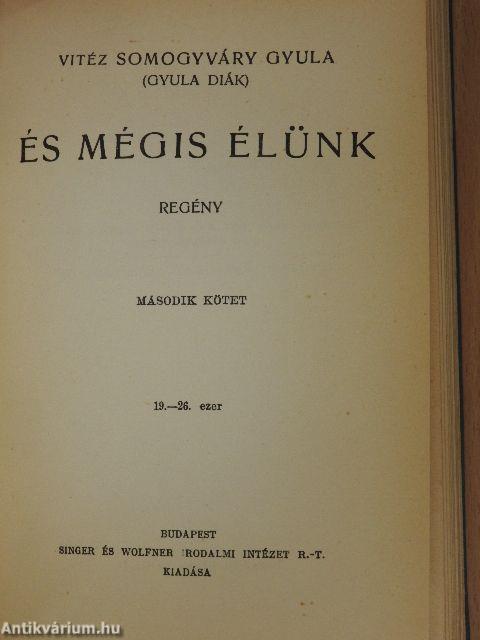 VITÉZ SOMOGYVÁRY GYULA
(GYULA DIÁK)
ÉS MÉGIS ÉLÜNK
REGÉNY
MÁSODIK KÖTET
19.—26. ezer
BUDAPEST
SINGER ÉS WOLFNER IRODALMI INTÉZET R.-T.
KIADÁSA
Antikvárium.hu